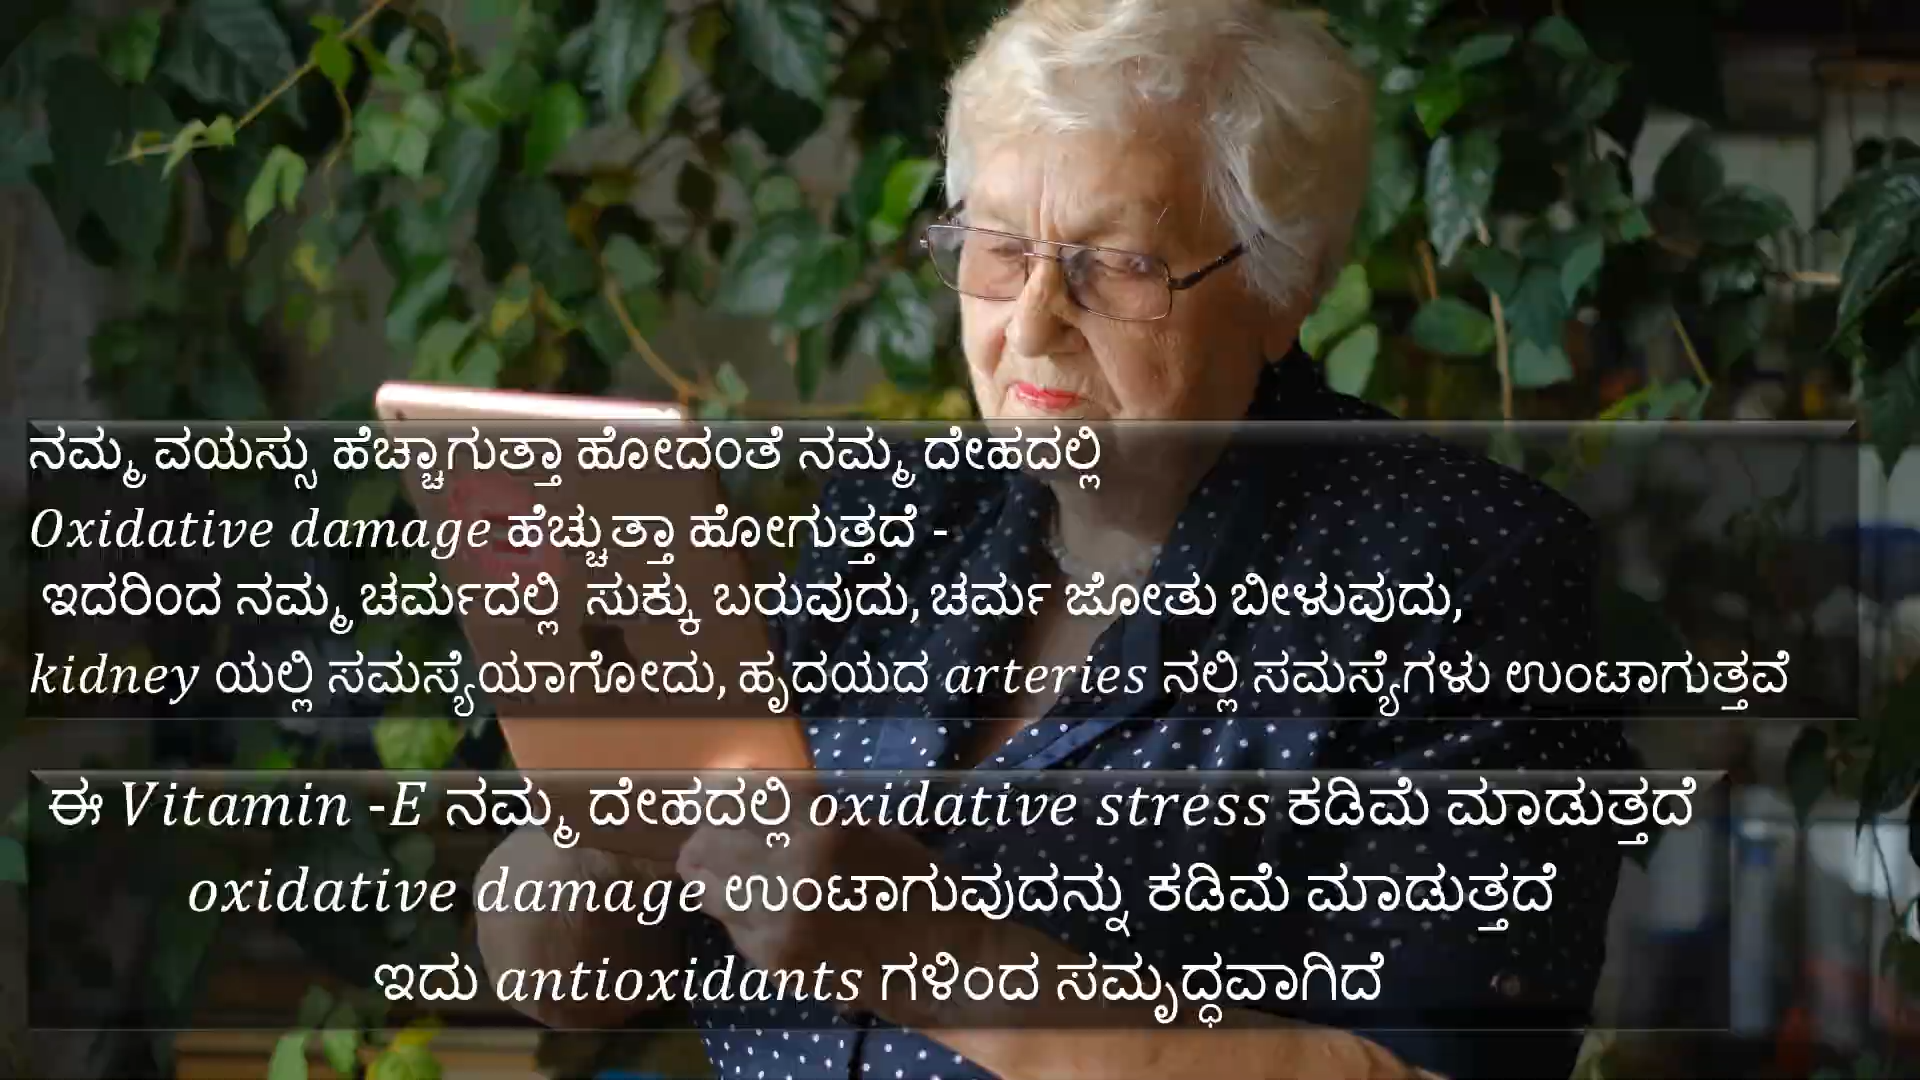 ನಮ್ಮ ವಯಸ್ಸು ಹೆಚ್ಚಾಗುತ್ತಾ ಹೋದಂತೆ ನಮ್ಮ ದೇಹದಲ್ಲಿ
Oxidative damage ಹೆಚ್ಚುತ್ತಾ ಹೋಗುತ್ತದೆ -
ಇದರಿಂದ ನಮ್ಮ ಚರ್ಮದಲ್ಲಿ ಸುಕ್ಕು ಬರುವುದು, ಚರ್ಮ ಜೋತು ಬೀಳುವುದು,
kidney ಯಲ್ಲಿ ಸಮಸ್ಯೆಯಾಗೋದು, ಹೃದಯದ arteries ನಲ್ಲಿ ಸಮಸ್ಯೆಗಳು ಉಂಟಾಗುತ್ತವೆ
ಈ Vitamin -E ನಮ್ಮ ದೇಹದಲ್ಲಿ oxidative stress ಕಡಿಮೆ ಮಾಡುತ್ತದೆ
oxidative damage ಉಂಟಾಗುವುದನ್ನು ಕಡಿಮೆ ಮಾಡುತ್ತದೆ
ಇದು antioxidants ಗಳಿಂದ ಸಮೃದ್ಧವಾಗಿದೆ